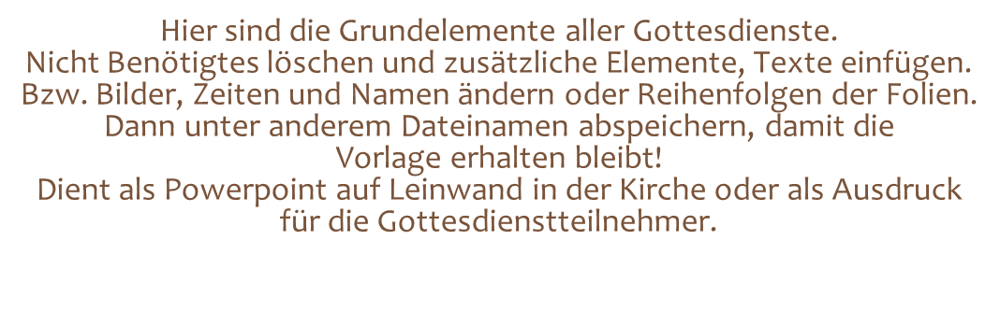 Hier sind die Grundelemente aller Gottesdienste.
Nicht Benötigtes löschen und zusätzliche Elemente, Texte einfügen.
Bzw. Bilder, Zeiten und Namen ändern oder Reihenfolgen der Folien.
Dann unter anderem Dateinamen abspeichern, damit die
Vorlage erhalten bleibt!
Dient als Powerpoint auf Leinwand in der Kirche oder als Ausdruck
für die Gottesdienstteilnehmer.